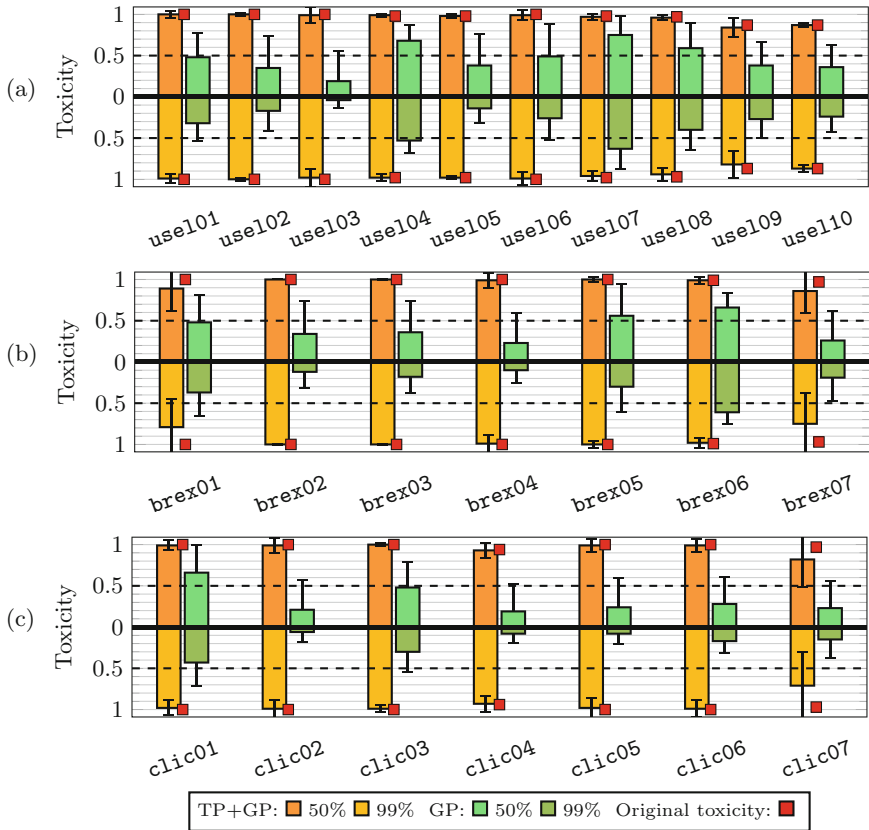 (a)
Toxicity
1
0.5
0
0.5
1
usel01 usel02 usel03 usel04 usel05 usel06 usel07 usel08 usel09 usel10
(b)
Toxicity
1
0.5
0
0.5
1
brex01 brex02 brex03 brex04 brex05 brex06 brex07
(c)
Toxicity
1
0.5
0
0.5
1
clic01 clic02 clic03 clic04 clic05 clic06 clic07
TP+GP: 50% 99% GP: 50% 99% Original toxicity: